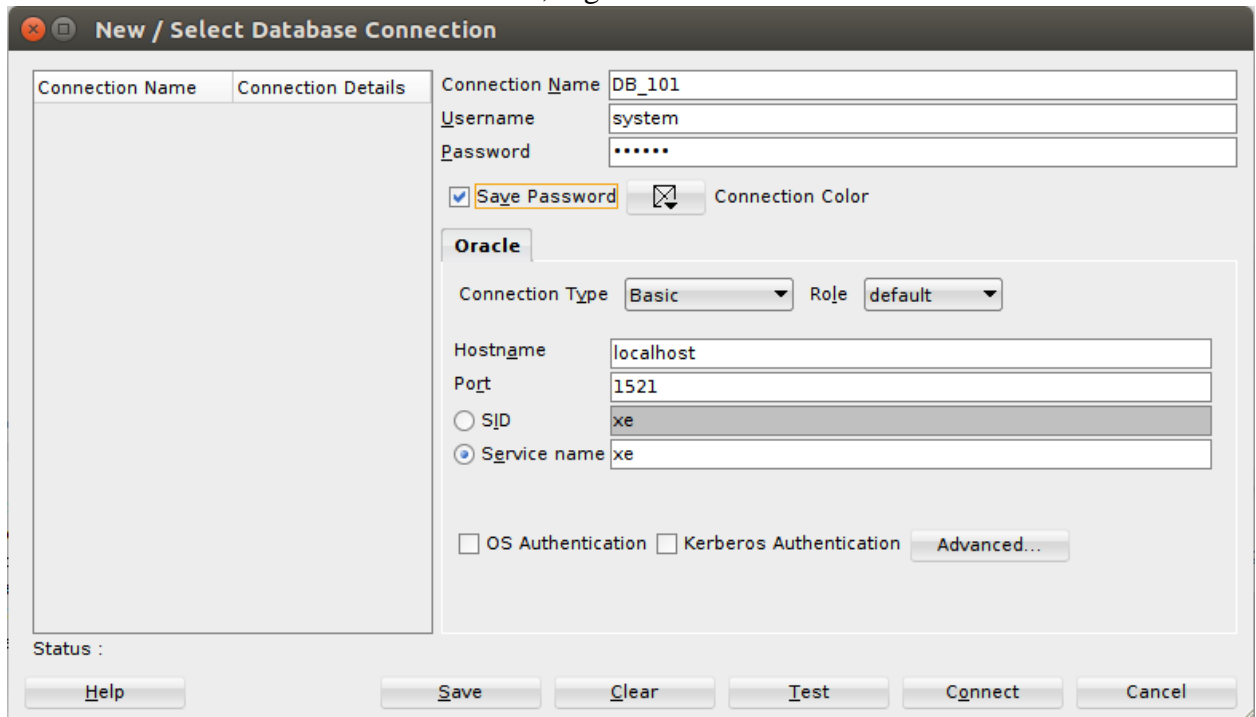 New / Select Database Connection
Connection Name Connection Details
Connection Name DB_101
Username system
Password ••••••
Save Password Connection Color
Oracle
Connection Type Basic Role default
Hostname localhost
Port 1521
SID xe
Service name xe
OS Authentication Kerberos Authentication Advanced...
Status :
Help Save Clear Test Connect Cancel